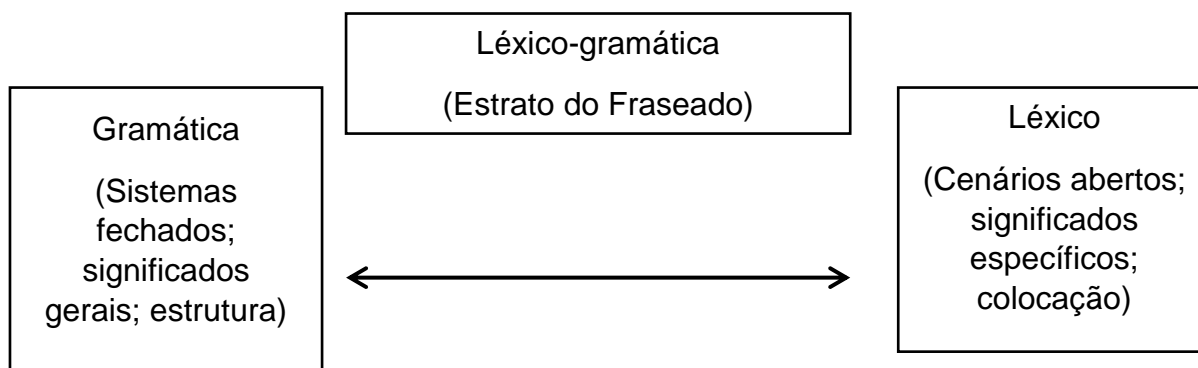 Léxico-gramática
(Estrato do Fraseado)
Gramática
(Sistemas
fechados;
significados
gerais; estrutura)
Léxico
(Cenários abertos;
significados
específicos;
colocação)